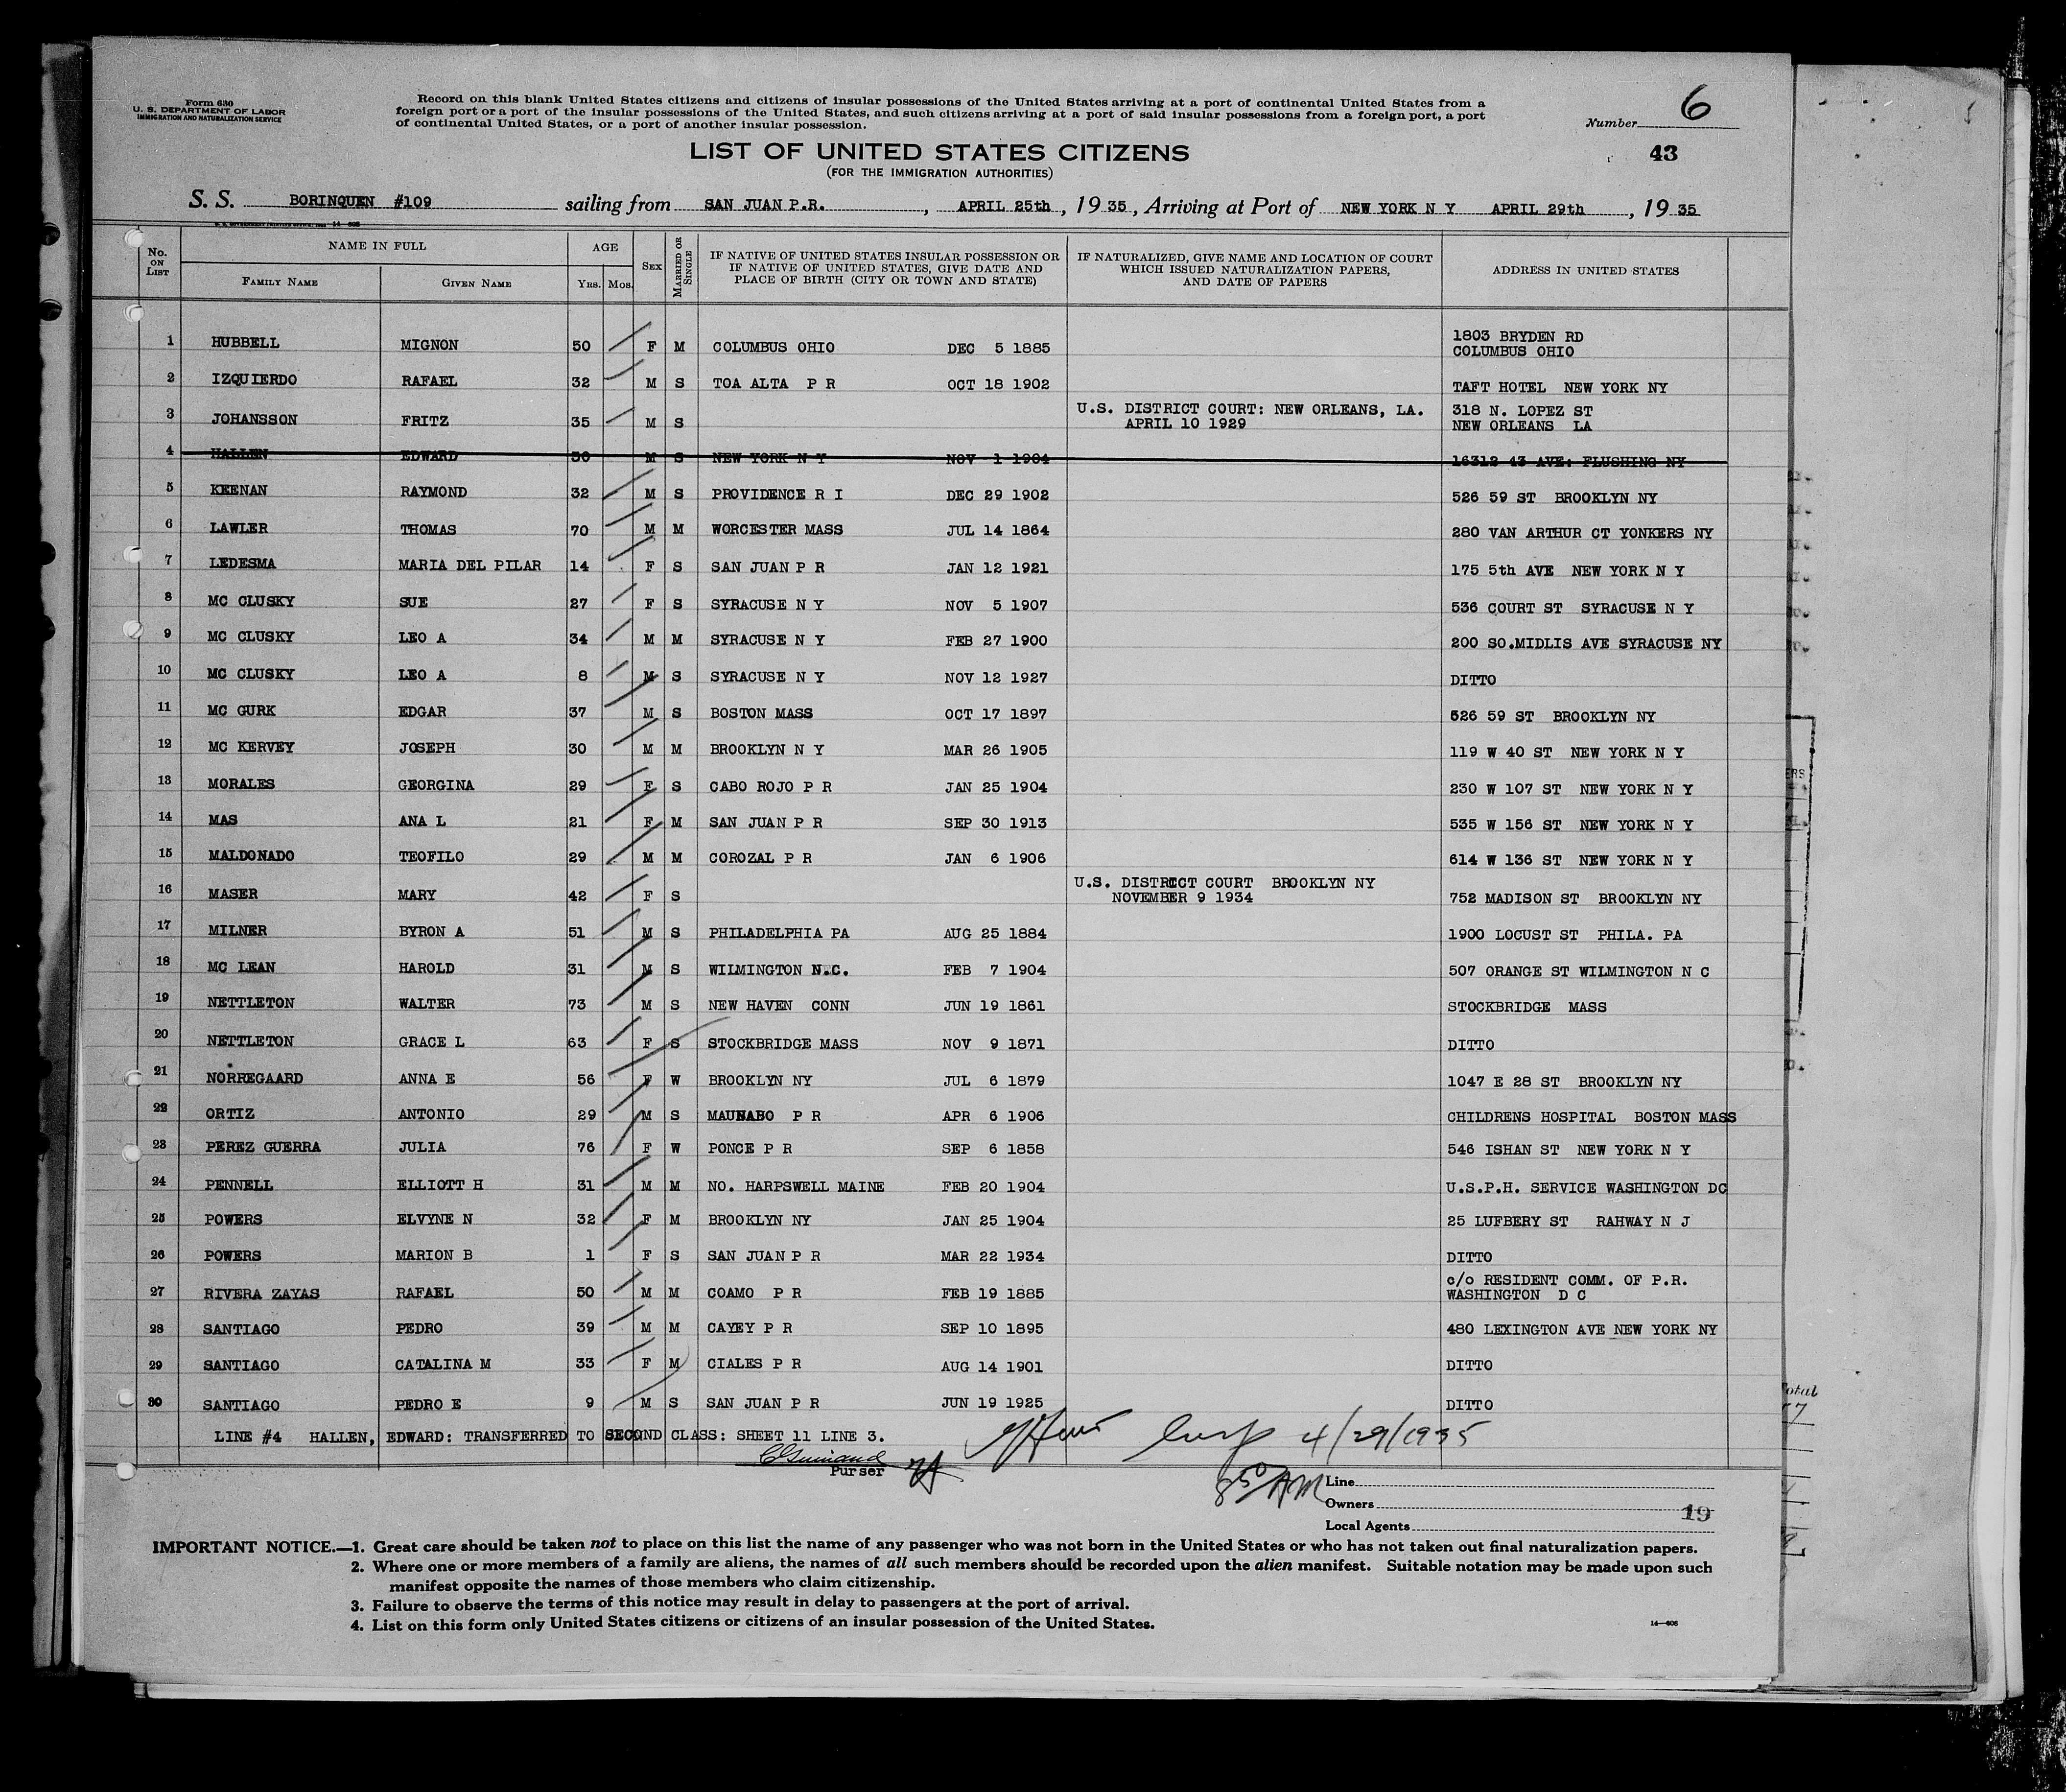 Form 630
U. S. DEPARTMENT OF LABOR
IMMIGRATION AND NATURALIZATION SERVICE
Record on this blank United States citizens and citizens of insular possessions of the United States arriving at a port of continental United States from a
foreign port or a port of the insular possessions of the United States, and such citizens arriving at a port of said insular possessions from a foreign port, a port
of continental United States, or a port of another insular possession.
Number 6
43
LIST OF UNITED STATES CITIZENS
(FOR THE IMMIGRATION AUTHORITIES)
S. S. BORINQUEN #109 sailing from SAN JUAN P.R. , APRIL 25th , 19 35 , Arriving at Port of NEW YORK N Y APRIL 29th , 19 35
No. ON LIST NAME IN FULL FAMILY NAME GIVEN NAME AGE YRS. MOS. SEX MARRIED OR SINGLE IF NATIVE OF UNITED STATES INSULAR POSSESSION OR IF NATIVE OF UNITED STATES, GIVE DATE AND PLACE OF BIRTH (CITY OR TOWN AND STATE) IF NATURALIZED, GIVE NAME AND LOCATION OF COURT WHICH ISSUED NATURALIZATION PAPERS, AND DATE OF PAPERS ADDRESS IN UNITED STATES
1 HUBBELL MIGNON 50 F M COLUMBUS OHIO DEC 5 1885 1803 BRYDEN RD COLUMBUS OHIO
2 IZQUIERDO RAFAEL 32 M S TOA ALTA P R OCT 18 1902 TAFT HOTEL NEW YORK NY
3 JOHANSSON FRITZ 35 M S U.S. DISTRICT COURT: NEW ORLEANS, LA. APRIL 10 1929 318 N. LOPEZ ST NEW ORLEANS LA
4 HALLEN EDWARD 30 M S NEW YORK N Y NOV 1 1904 16312 43 AVE: FLUSHING NY
5 KEENAN RAYMOND 32 M S PROVIDENCE R I DEC 29 1902 526 59 ST BROOKLYN NY
6 LAWLER THOMAS 70 M M WORCESTER MASS JUL 14 1864 280 VAN ARTHUR CT YONKERS NY
7 LEDESMA MARIA DEL PILAR 14 F S SAN JUAN P R JAN 12 1921 175 5th AVE NEW YORK N Y
8 MC CLUSKY SUE 27 F S SYRACUSE N Y NOV 5 1907 536 COURT ST SYRACUSE N Y
9 MC CLUSKY LEO A 34 M M SYRACUSE N Y FEB 27 1900 200 SO.MIDLIS AVE SYRACUSE NY
10 MC CLUSKY LEO A 8 M S SYRACUSE N Y NOV 12 1927 DITTO
11 MC GURK EDGAR 37 M S BOSTON MASS OCT 17 1897 526 59 ST BROOKLYN NY
12 MC KERVEY JOSEPH 30 M M BROOKLYN N Y MAR 26 1905 119 W 40 ST NEW YORK N Y
13 MORALES GEORGINA 29 F S CABO ROJO P R JAN 25 1904 230 W 107 ST NEW YORK N Y
14 MAS ANA L 21 F M SAN JUAN P R SEP 30 1913 535 W 156 ST NEW YORK N Y
15 MALDONADO TEOFILO 29 M M COROZAL P R JAN 6 1906 614 W 136 ST NEW YORK N Y
16 MASER MARY 42 F S U.S. DISTRICT COURT BROOKLYN NY NOVEMBER 9 1934 752 MADISON ST BROOKLYN NY
17 MILNER BYRON A 51 M S PHILADELPHIA PA AUG 25 1884 1900 LOCUST ST PHILA. PA
18 MC LEAN HAROLD 31 M S WILMINGTON N.C. FEB 7 1904 507 ORANGE ST WILMINGTON N C
19 NETTLETON WALTER 73 M S NEW HAVEN CONN JUN 19 1861 STOCKBRIDGE MASS
20 NETTLETON GRACE L 63 F S STOCKBRIDGE MASS NOV 9 1871 DITTO
21 NORREGAARD ANNA E 56 F W BROOKLYN NY JUL 6 1879 1047 E 28 ST BROOKLYN NY
22 ORTIZ ANTONIO 29 M S MAUNABO P R APR 6 1906 CHILDRENS HOSPITAL BOSTON MASS
23 PEREZ GUERRA JULIA 76 F W PONCE P R SEP 6 1858 546 ISHAN ST NEW YORK N Y
24 PENNELL ELLIOTT H 31 M M NO. HARPSWELL MAINE FEB 20 1904 U.S.P.H. SERVICE WASHINGTON DC
25 POWERS ELVYNE N 32 F M BROOKLYN NY JAN 25 1904 25 LUFBERY ST RAHWAY N J
26 POWERS MARION B 1 F S SAN JUAN P R MAR 22 1934 DITTO
27 RIVERA ZAYAS RAFAEL 50 M M COAMO P R FEB 19 1885 c/o RESIDENT COMM. OF P.R. WASHINGTON D C
28 SANTIAGO PEDRO 39 M M CAYEY P R SEP 10 1895 480 LEXINGTON AVE NEW YORK NY
29 SANTIAGO CATALINA M 33 F M CIALES P R AUG 14 1901 DITTO
30 SANTIAGO PEDRO E 9 M S SAN JUAN P R JUN 19 1925 DITTO
LINE #4 HALLEN, EDWARD: TRANSFERRED TO SECOND CLASS: SHEET 11 LINE 3.
4/29/1935
Purser
850 AM
Line
Owners
19
Local Agents
IMPORTANT NOTICE.—1. Great care should be taken not to place on this list the name of any passenger who was not born in the United States or who has not taken out final naturalization papers.
2. Where one or more members of a family are aliens, the names of all such members should be recorded upon the alien manifest. Suitable notation may be made upon such
manifest opposite the names of those members who claim citizenship.
3. Failure to observe the terms of this notice may result in delay to passengers at the port of arrival.
4. List on this form only United States citizens or citizens of an insular possession of the United States.
14—606